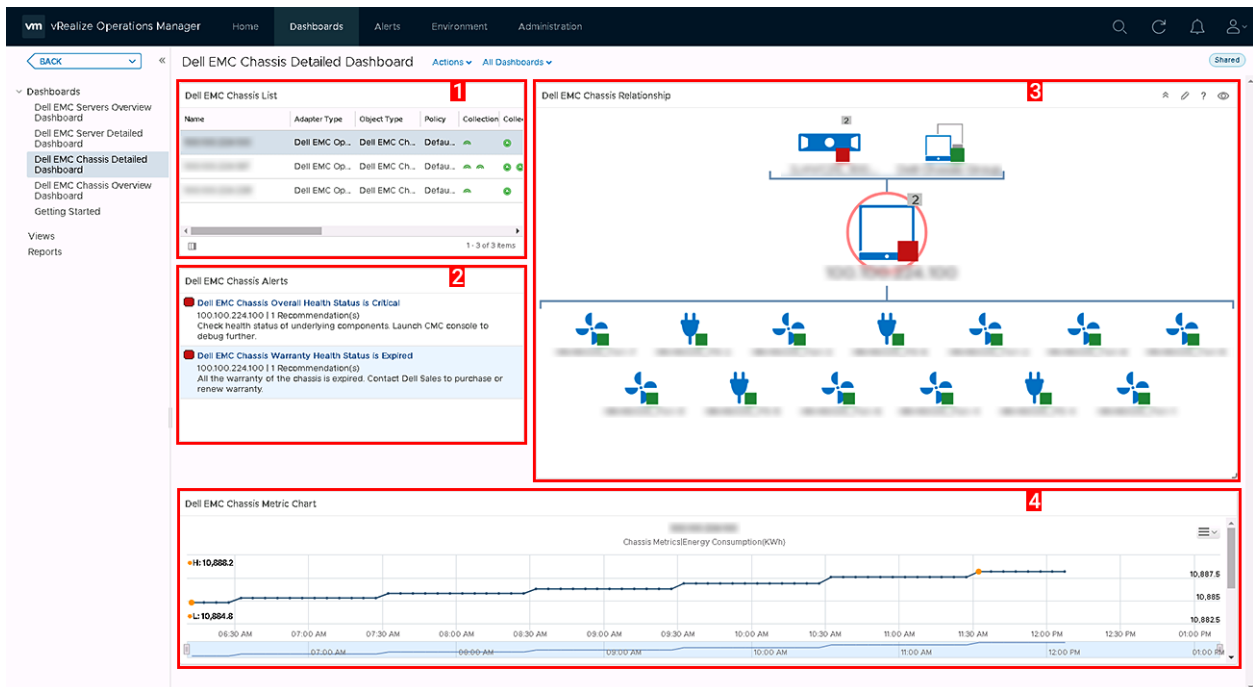 vm vRealize Operations Manager Home Dashboards Alerts Environment Administration
BACK
Dell EMC Chassis Detailed Dashboard Actions All Dashboards Shared
Dashboards
Dell EMC Servers Overview
Dashboard
Dell EMC Server Detailed
Dashboard
Dell EMC Chassis Detailed
Dashboard
Dell EMC Chassis Overview
Dashboard
Getting Started
Views
Reports
Dell EMC Chassis List 1
Name Adapter Type Object Type Policy Collection Colle
Dell EMC Op... Dell EMC Ch... Defau...
Dell EMC Op... Dell EMC Ch... Defau...
Dell EMC Op... Dell EMC Ch... Defau...
1 - 3 of 3 items
Dell EMC Chassis Alerts 2
Dell EMC Chassis Overall Health Status is Critical
100.100.224.100 | 1 Recommendation(s)
Check health status of underlying components. Launch CMC console to
debug further.
Dell EMC Chassis Warranty Health Status is Expired
100.100.224.100 | 1 Recommendation(s)
All the warranty of the chassis is expired. Contact Dell Sales to purchase or
renew warranty.
Dell EMC Chassis Relationship 3 ?
2
2
Dell EMC Chassis Metric Chart 4
Chassis Metrics|Energy Consumption(KWh)
H: 10,888.2
L: 10,884.8
10,887.5
10,885
10,882.5
06:30 AM 07:00 AM 07:30 AM 08:00 AM 08:30 AM 09:00 AM 09:30 AM 10:00 AM 10:30 AM 11:00 AM 11:30 AM 12:00 PM 12:30 PM 01:00 PM
07:00 AM 08:00 AM 09:00 AM 10:00 AM 11:00 AM 12:00 PM 01:00 PM